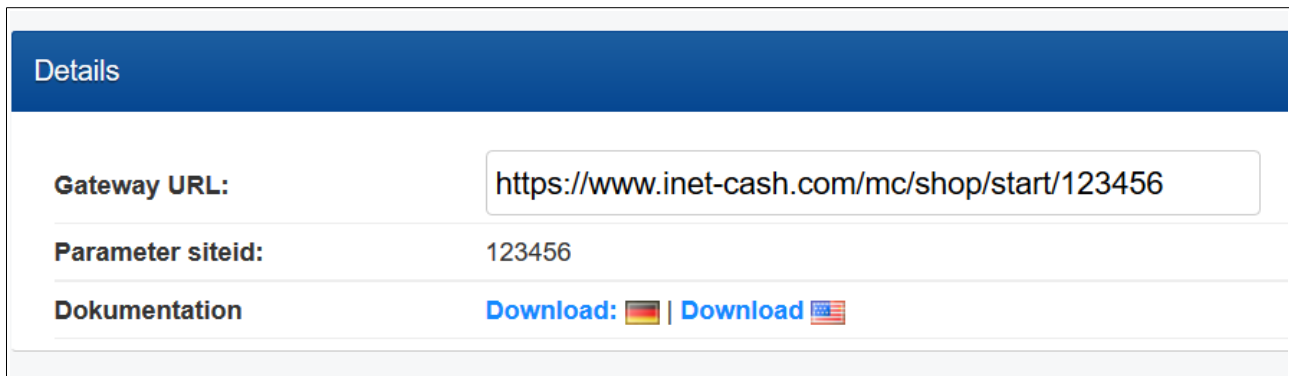 Details
Gateway URL: https://www.inet-cash.com/mc/shop/start/123456
Parameter siteid: 123456
Dokumentation Download: | Download